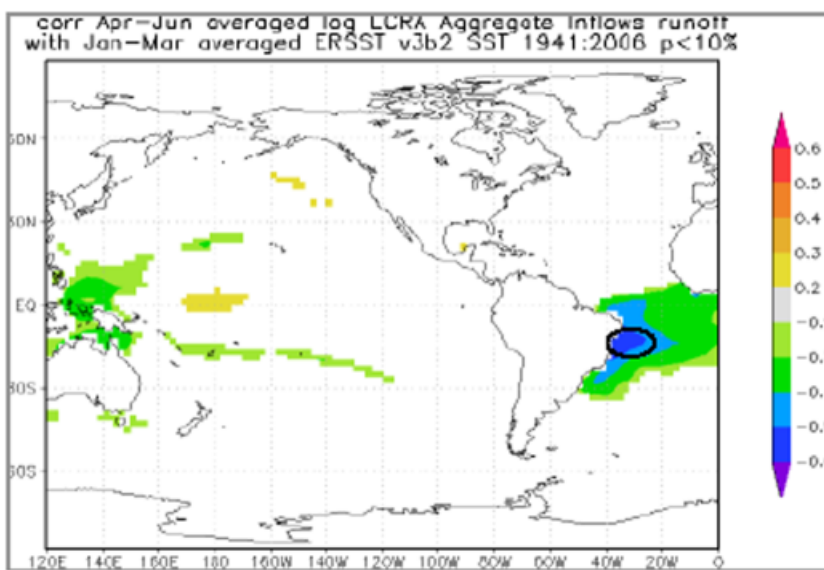 corr Apr-Jun averaged log LCRA Aggregate Inflows runoff
with Jan-Mar averaged ERSST v3b2 SST 1941:2006 p<10%
EQ
0.6
0.5
0.4
0.3
0.2
120E 140E 160E 180 160W 140W 120W 100W 80W 60W 40W 20W 0